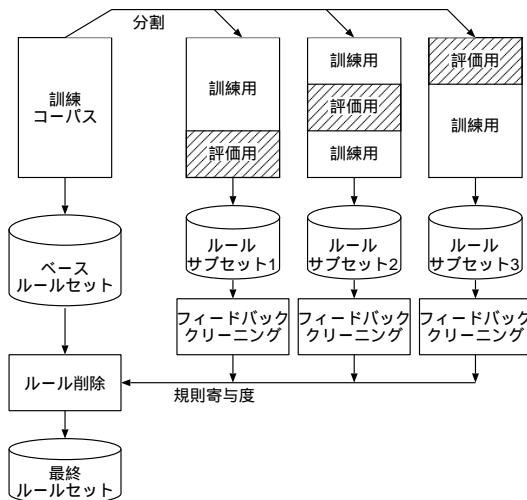 分割
訓練
コーパス
訓練用
評価用
訓練用
評価用
訓練用
評価用
訓練用
ベース
ルールセット
ルール
サブセット1
ルール
サブセット2
ルール
サブセット3
フィードバック
クリーニング
フィードバック
クリーニング
フィードバック
クリーニング
ルール削除
規則寄与度
最終
ルールセット